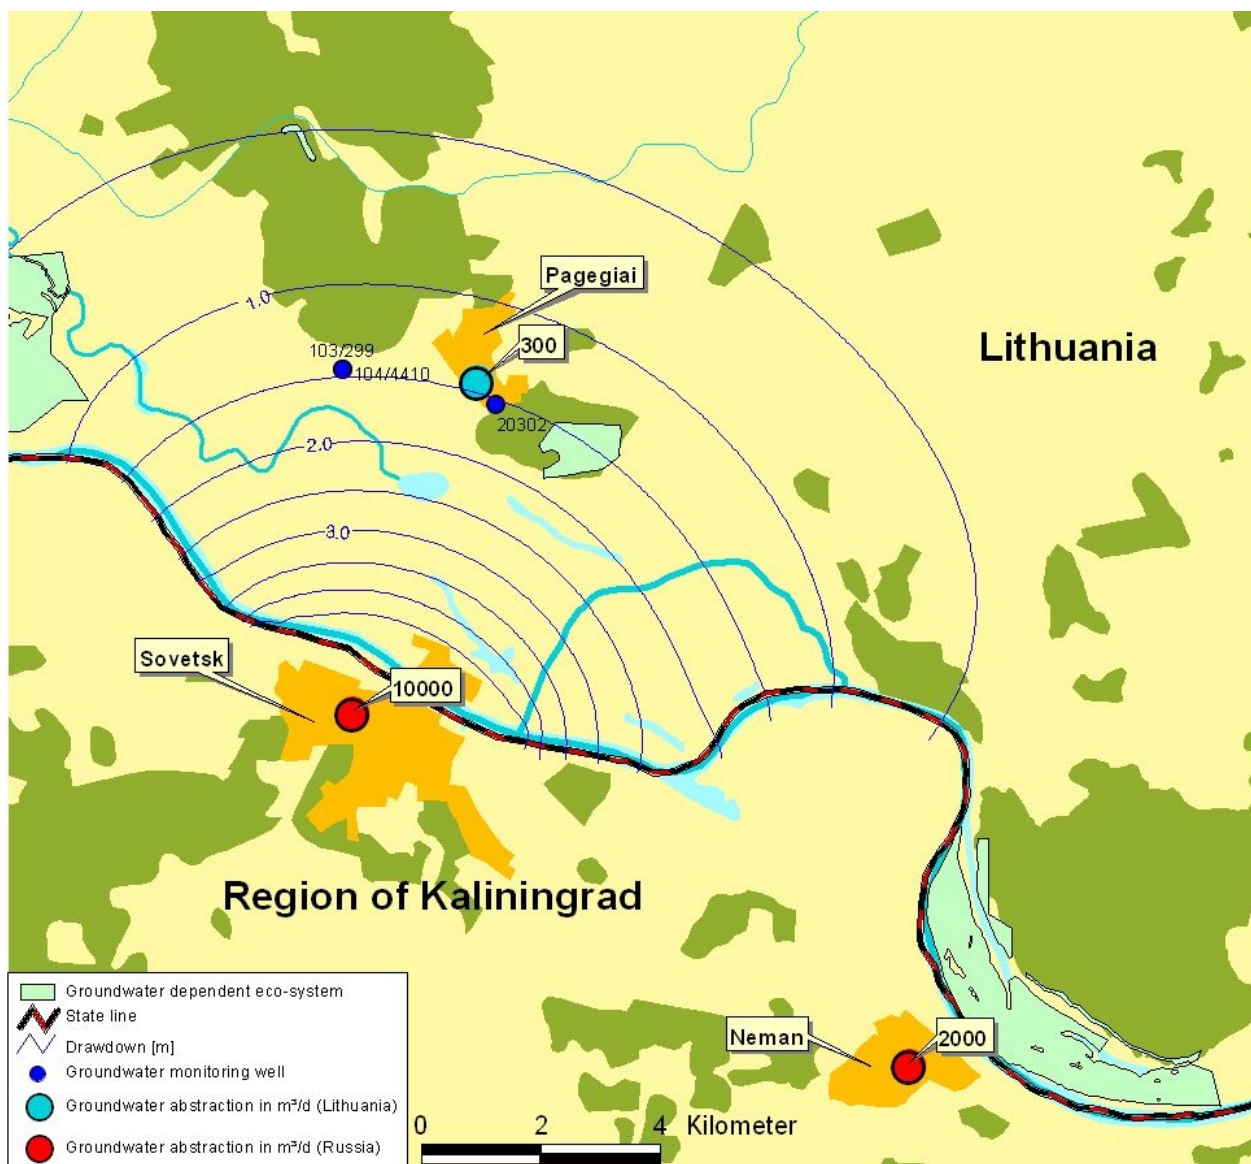 Pagegiai
1.0
300
Lithuania
103/299
104/4410
20302
2.0
3.0
Sovetsk
10000
Region of Kaliningrad
Neman
2000
Groundwater dependent eco-system
State line
Drawdown [m]
Groundwater monitoring well
Groundwater abstraction in m³/d (Lithuania)
Groundwater abstraction in m³/d (Russia)
0 2 4 Kilometer